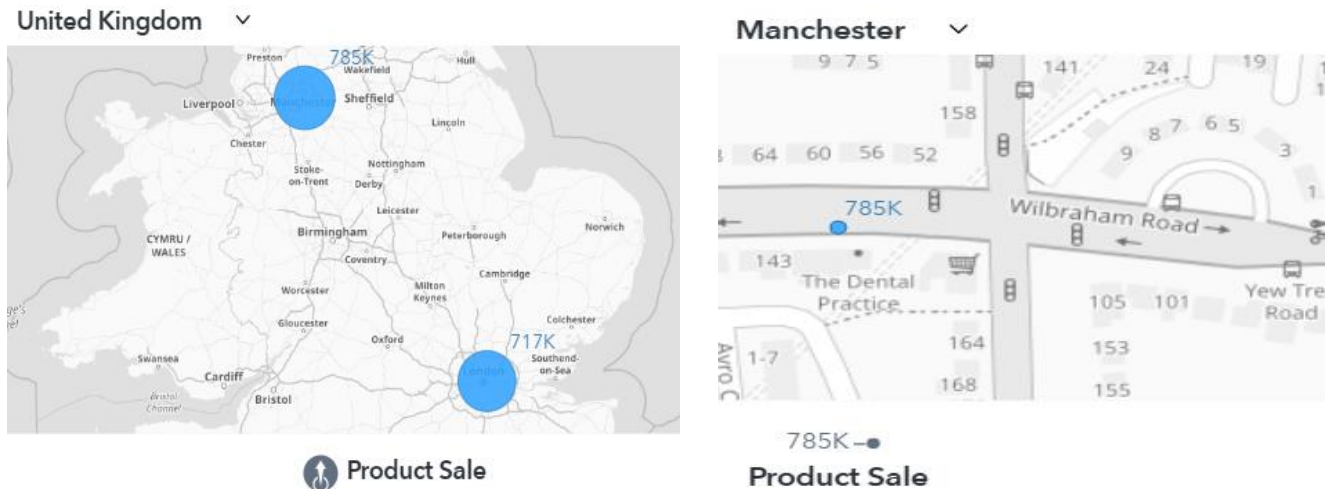 United Kingdom
785K
Preston
Wakefield
Hull
Liverpool
Manchester
Sheffield
Lincoln
Chester
Stoke-
on-Trent
Nottingham
Derby
Leicester
Norwich
CYMRU /
WALES
Birmingham
Peterborough
Coventry
Cambridge
Worcester
Milton
Keynes
Gloucester
Colchester
Oxford
717K
Swansea
London
Southend-
on-Sea
Cardiff
Bristol
Channel
Bristol
Product Sale
Manchester
9 7 5
141
24
19
158
8 7 6 5
64 60 56 52
9
3
1
785K
Wilbraham Road
143
The Dental
Practice
105 101
Yew Tre
Road
Avro C
1-7
164
153
168
155
785K
Product Sale